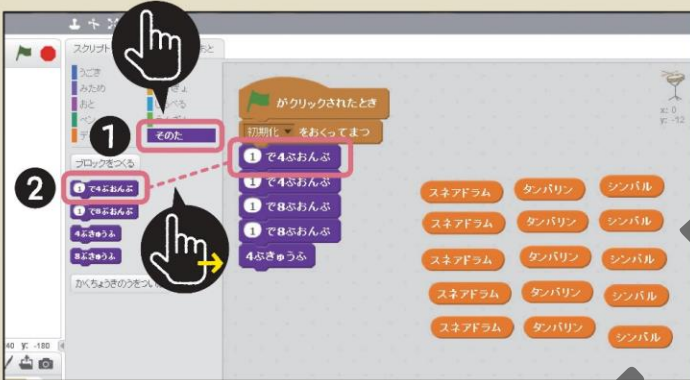 スクリプト
うごき
みため
おと
ペン
しらべる
そのた
1
ブロックをつくる
2
1 で4ぶおんぷ
1 で8ぶおんぷ
4ぶきゅうふ
8ぶきゅうふ
かくちょうきのうをつい
がクリックされたとき
初期化 をおくってまつ
1 で4ぶおんぷ
1 で4ぶおんぷ
1 で8ぶおんぷ
1 で8ぶおんぷ
4ぶきゅうふ
スネアドラム タンバリン シンバル
スネアドラム タンバリン シンバル
スネアドラム タンバリン シンバル
スネアドラム タンバリン シンバル
スネアドラム タンバリン シンバル
x: 0
y: -12
40 y: -180